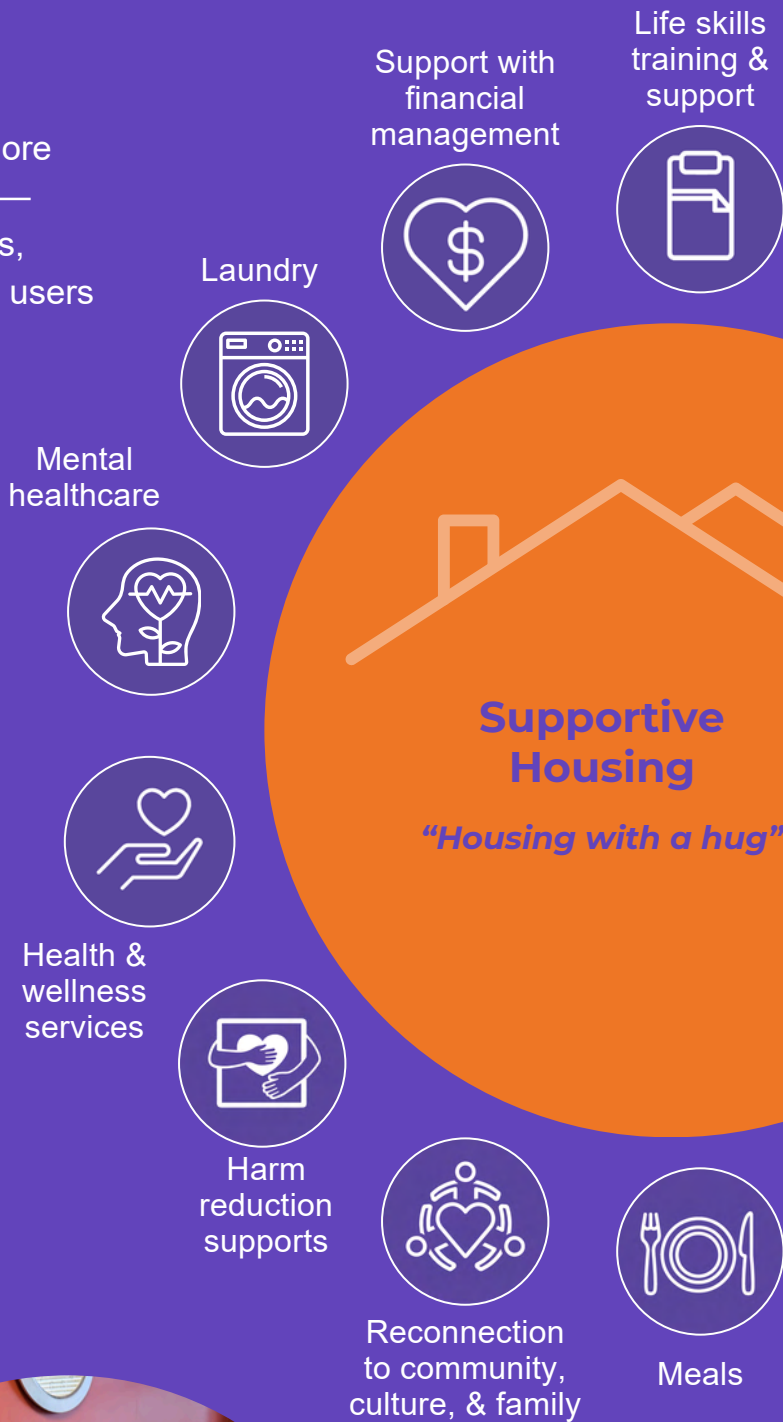 Life skills
training &
support
Support with
financial
management
ore
—
s,
users
Laundry
Mental
healthcare
Supportive
Housing
“Housing with a hug”
Health &
wellness
services
Harm
reduction
supports
Reconnection
to community,
culture, & family
Meals
$